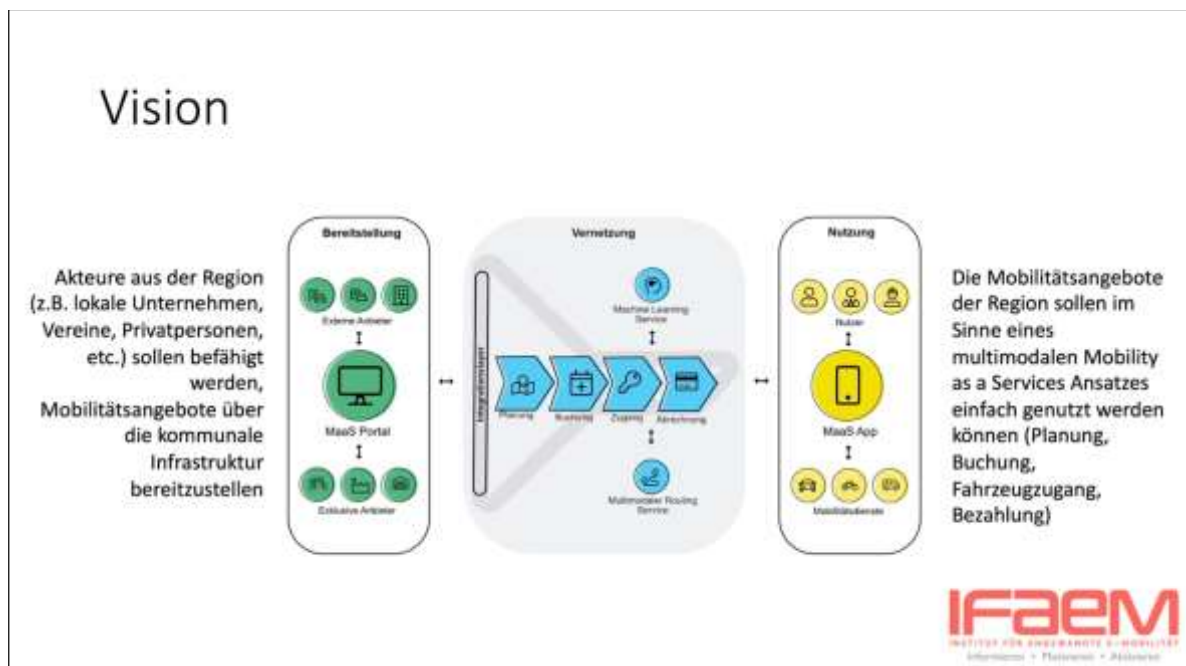 Vision
Akteure aus der Region
(z.B. lokale Unternehmen,
Vereine, Privatpersonen,
etc.) sollen befähigt
werden,
Mobilitätsangebote über
die kommunale
Infrastruktur
bereitzustellen
Bereitstellung
Externe Anbieter
MaaS Portal
Exklusive Anbieter
Vernetzung
Machine Learning
Service
Planung
Buchung
Zugang
Abrechnung
Multimodaler Routing
Service
Nutzung
Nutzer
MaaS App
Mobilitätsdienste
Die Mobilitätsangebote
der Region sollen im
Sinne eines
multimodalen Mobility
as a Services Ansatzes
einfach genutzt werden
können (Planung,
Buchung,
Fahrzeugzugang,
Bezahlung)
IFaeM
INSTITUT FÜR ANGEWANDTE E-MOBILITÄT